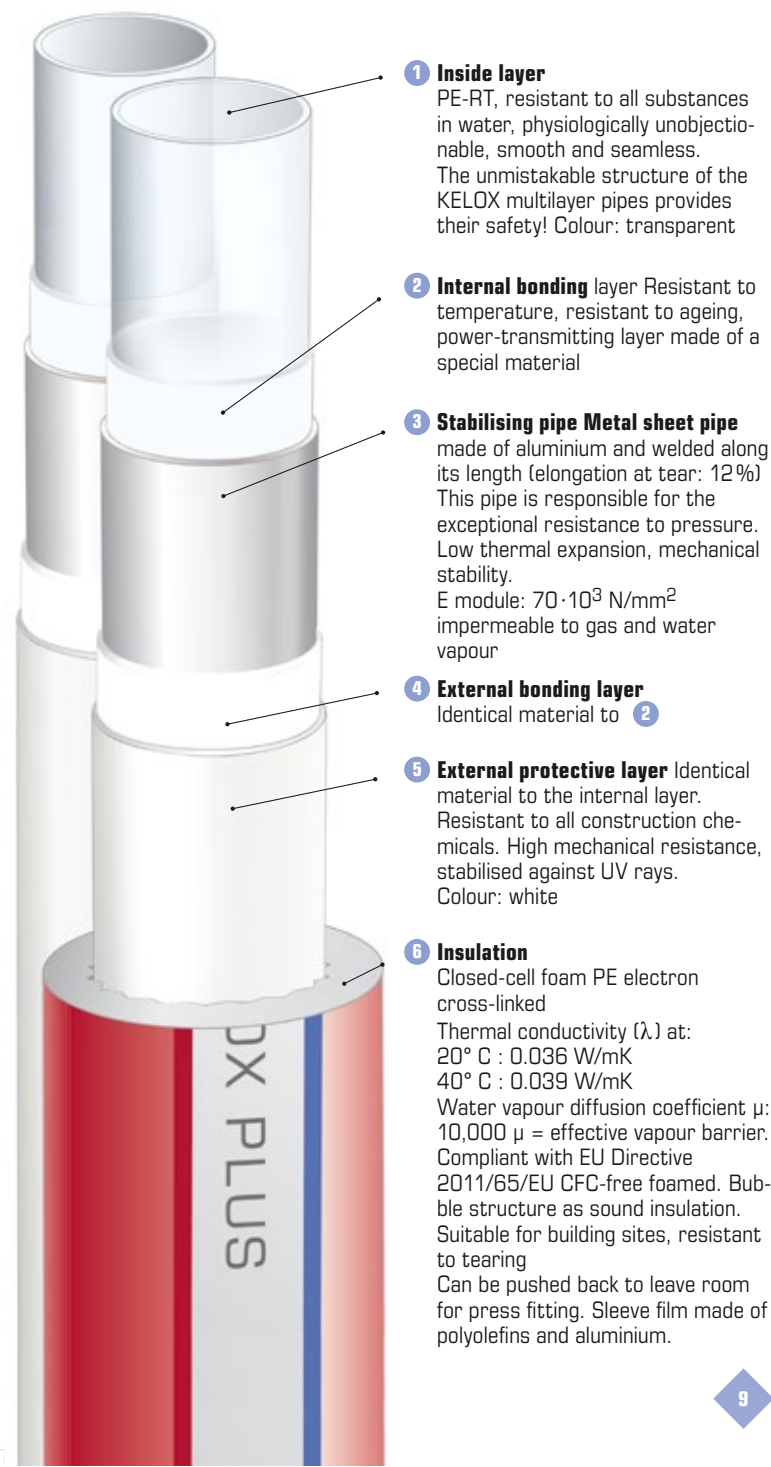 1 Inside layer
PE-RT, resistant to all substances
in water, physiologically unobjectio-
nable, smooth and seamless.
The unmistakable structure of the
KELOX multilayer pipes provides
their safety! Colour: transparent
2 Internal bonding layer Resistant to
temperature, resistant to ageing,
power-transmitting layer made of a
special material
3 Stabilising pipe Metal sheet pipe
made of aluminium and welded along
its length (elongation at tear: 12%)
This pipe is responsible for the
exceptional resistance to pressure.
Low thermal expansion, mechanical
stability.
E module: 70·10³ N/mm²
impermeable to gas and water
vapour
4 External bonding layer
Identical material to 2
5 External protective layer Identical
material to the internal layer.
Resistant to all construction che-
micals. High mechanical resistance,
stabilised against UV rays.
Colour: white
6 Insulation
Closed-cell foam PE electron
cross-linked
Thermal conductivity (λ) at:
20° C : 0.036 W/mK
40° C : 0.039 W/mK
Water vapour diffusion coefficient µ:
10,000 µ = effective vapour barrier.
Compliant with EU Directive
2011/65/EU CFC-free foamed. Bub-
ble structure as sound insulation.
Suitable for building sites, resistant
to tearing
Can be pushed back to leave room
for press fitting. Sleeve film made of
polyolefins and aluminium.
OX PLUS
9